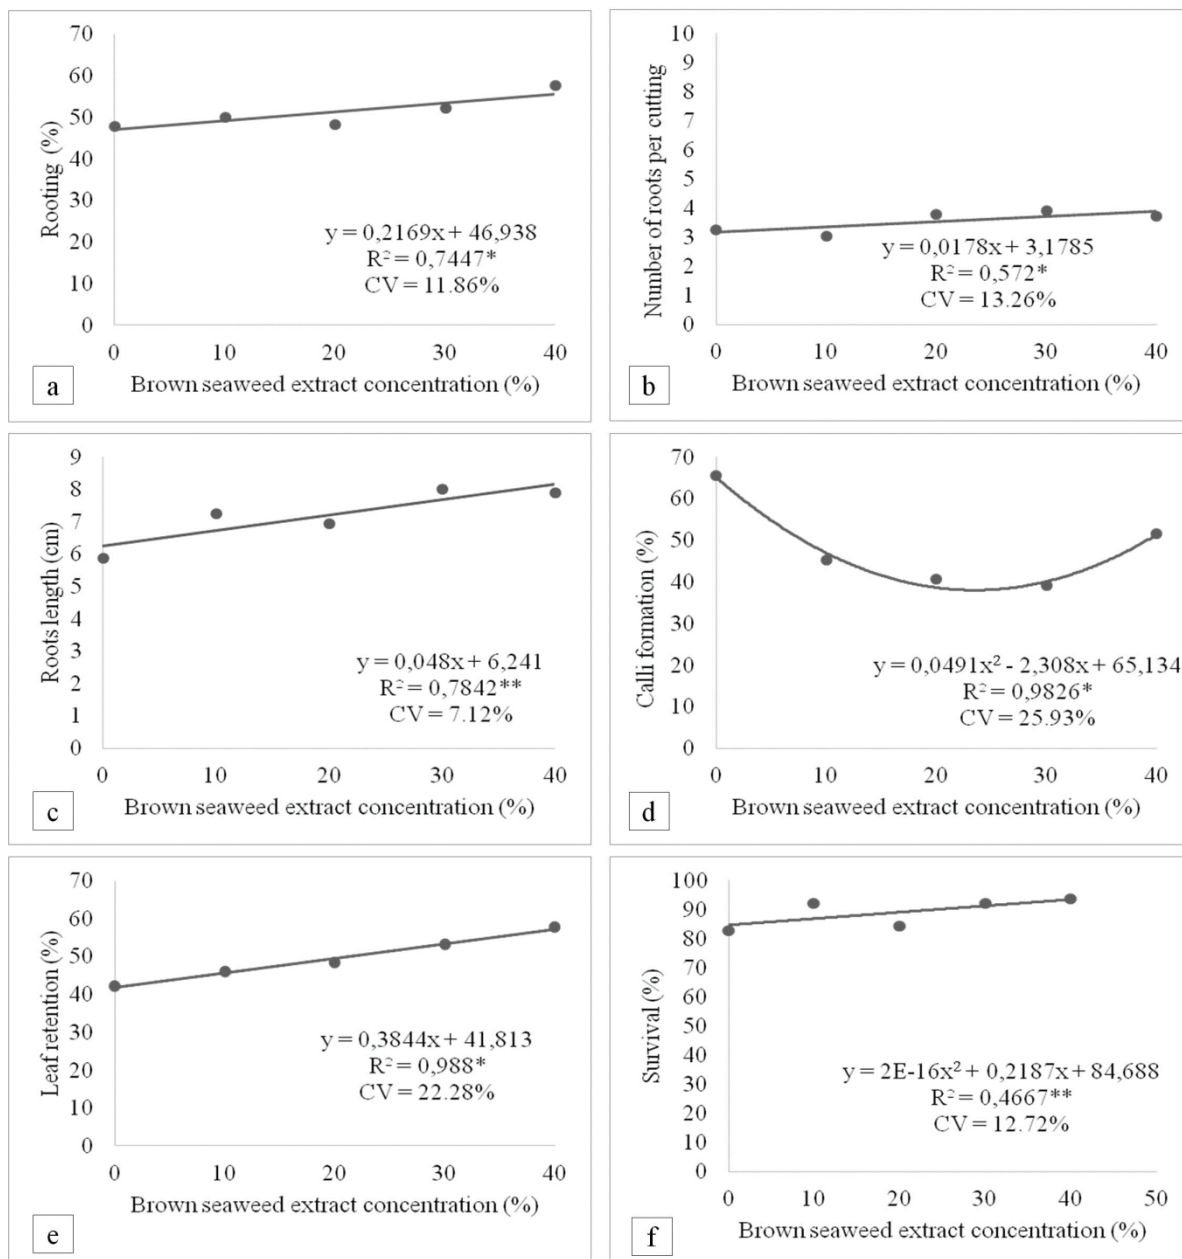 70
60
50
40
30
20
10
0
Rooting (%)
y = 0,2169x + 46,938
R² = 0,7447*
CV = 11.86%
0 10 20 30 40
Brown seaweed extract concentration (%)
a
10
9
8
7
6
5
4
3
2
1
0
Number of roots per cutting
y = 0,0178x + 3,1785
R² = 0,572*
CV = 13.26%
0 10 20 30 40
Brown seaweed extract concentration (%)
b
9
8
7
6
5
4
3
2
1
0
Roots length (cm)
y = 0,048x + 6,241
R² = 0,7842**
CV = 7.12%
0 10 20 30 40
Brown seaweed extract concentration (%)
c
70
60
50
40
30
20
10
0
Calli formation (%)
y = 0,0491x² - 2,308x + 65,134
R² = 0,9826*
CV = 25.93%
0 10 20 30 40
Brown seaweed extract concentration (%)
d
70
60
50
40
30
20
10
0
Leaf retention (%)
y = 0,3844x + 41,813
R² = 0,988*
CV = 22.28%
0 10 20 30 40
Brown seaweed extract concentration (%)
e
100
90
80
70
60
50
40
30
20
10
0
Survival (%)
y = 2E-16x² + 0,2187x + 84,688
R² = 0,4667**
CV = 12.72%
0 10 20 30 40 50
Brown seaweed extract concentration (%)
f